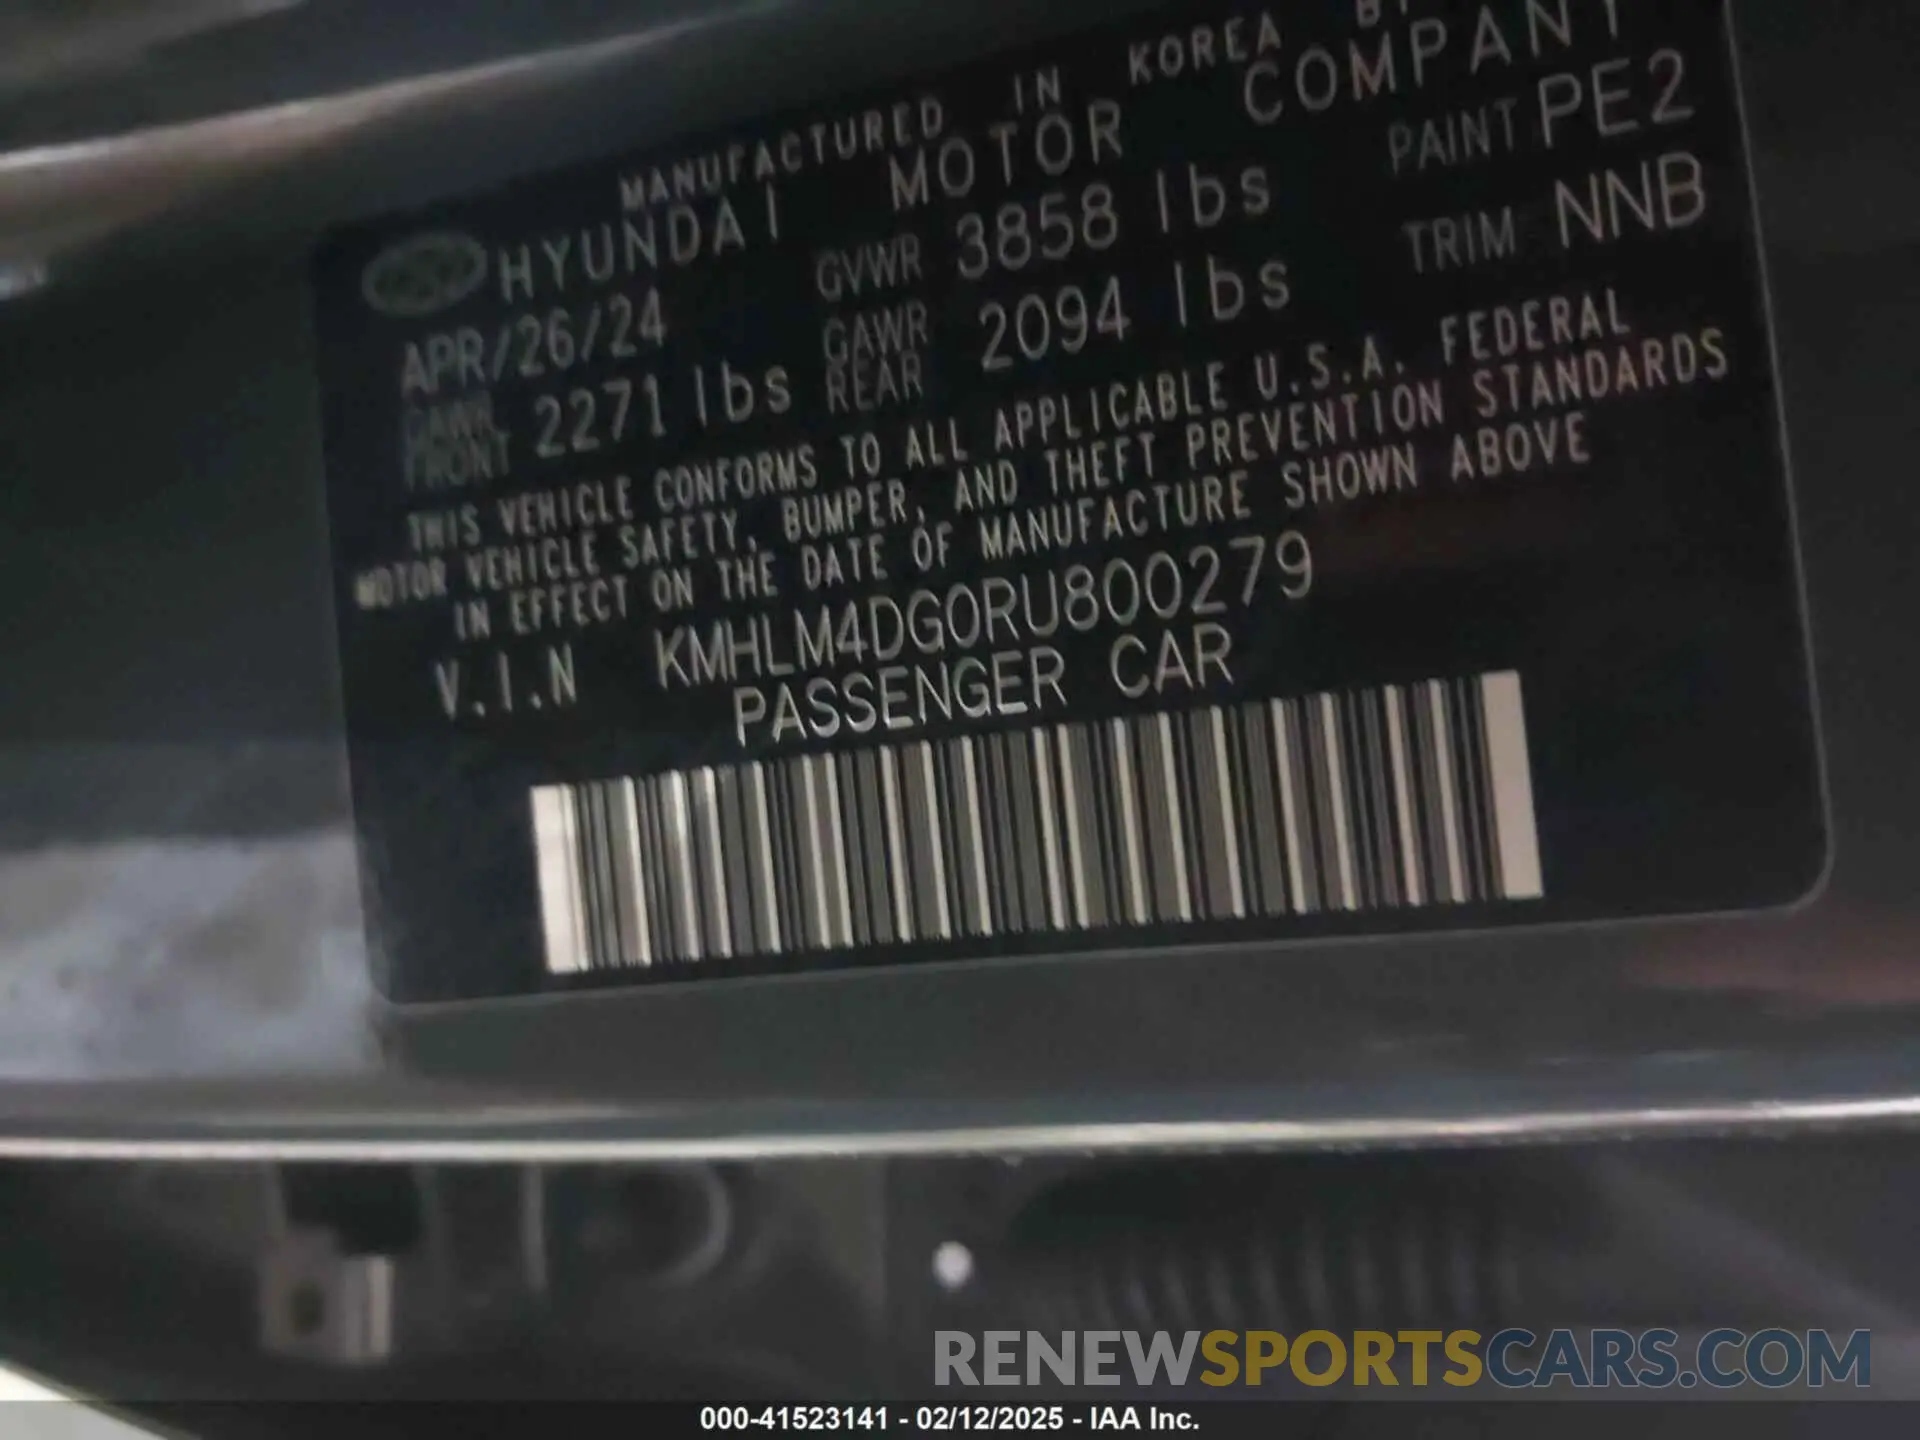 MANUFACTURED IN KOREA BY
HYUNDAI MOTOR COMPANY
APR/26/24 GVWR 3858 lbs PAINT PE2
GAWR FRONT 2271 lbs GAWR REAR 2094 lbs TRIM NNB
THIS VEHICLE CONFORMS TO ALL APPLICABLE U.S.A. FEDERAL
MOTOR VEHICLE SAFETY, BUMPER, AND THEFT PREVENTION STANDARDS
IN EFFECT ON THE DATE OF MANUFACTURE SHOWN ABOVE
V.I.N KMHLM4DG0RU800279
PASSENGER CAR
RENEWSPORTSCARS.COM
000-41523141 - 02/12/2025 - IAA Inc.